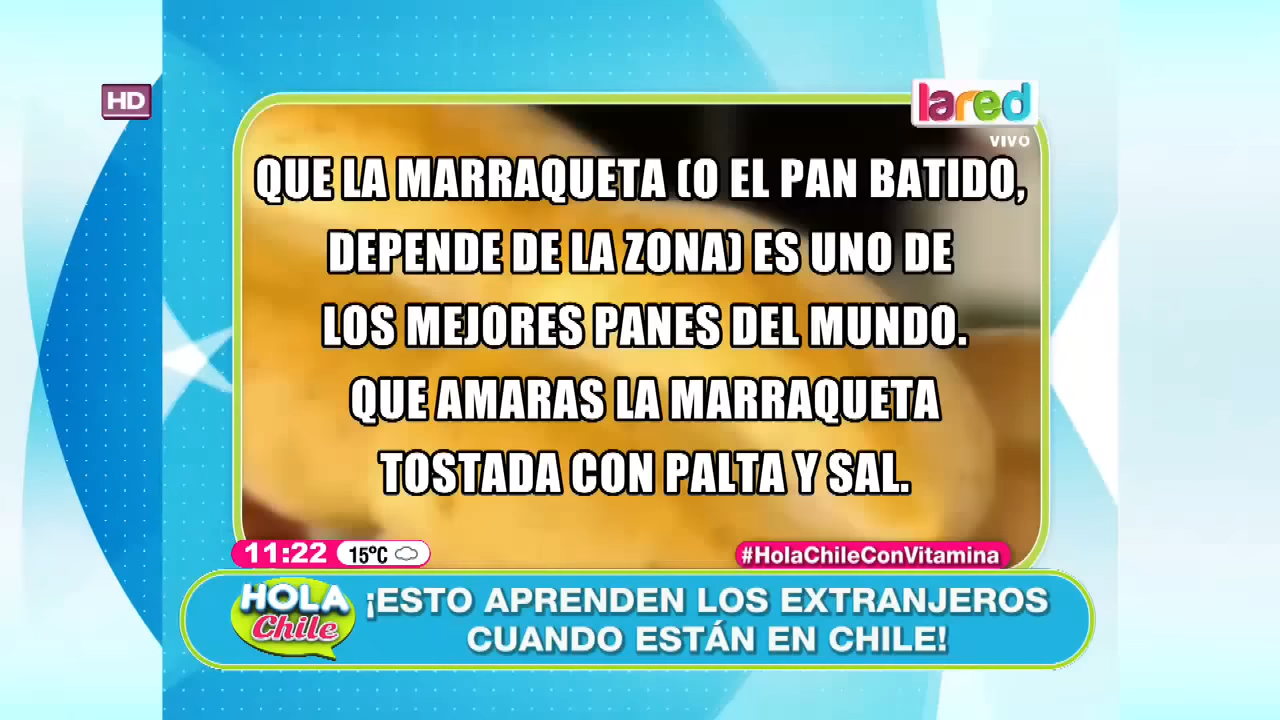 HD
lared
VIVO
QUE LA MARRAQUETA (O EL PAN BATIDO,
DEPENDE DE LA ZONA) ES UNO DE
LOS MEJORES PANES DEL MUNDO.
QUE AMARAS LA MARRAQUETA
TOSTADA CON PALTA Y SAL.
11:22 15°C
#HolaChileConVitamina
HOLA
Chile
¡ESTO APRENDEN LOS EXTRANJEROS
CUANDO ESTÁN EN CHILE!